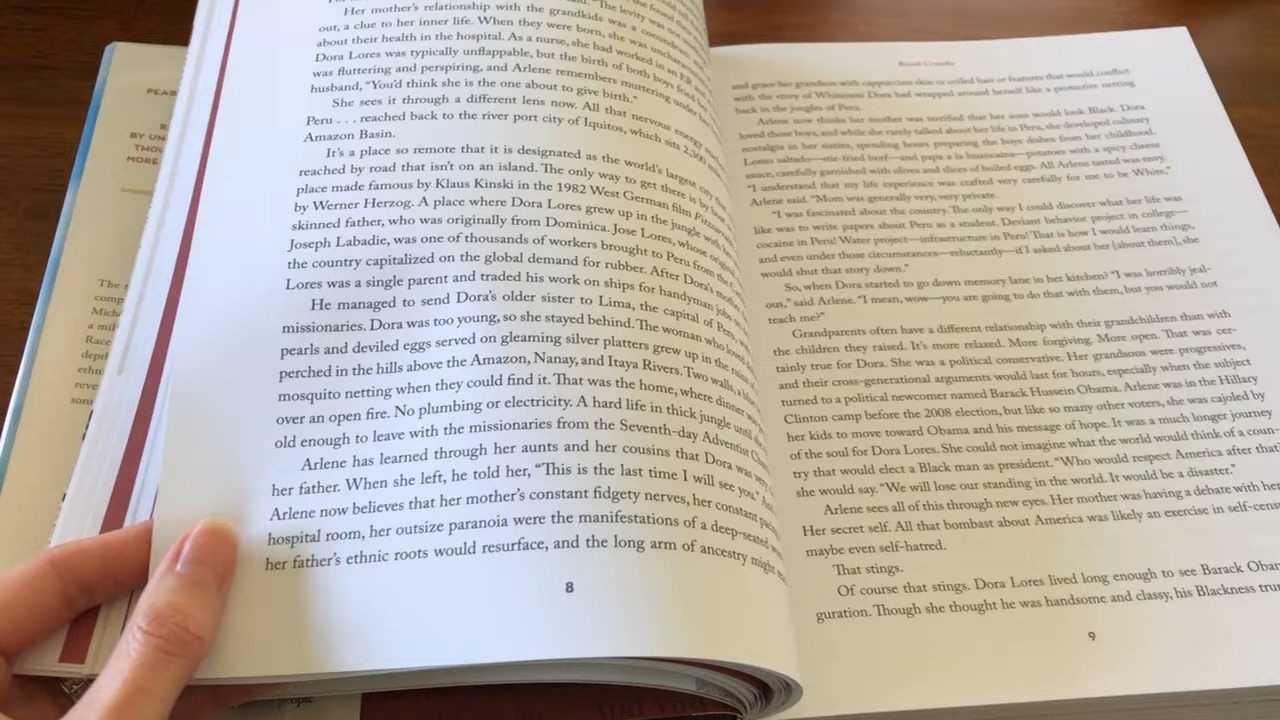 PEAB
BY UN
THOU
MORE
The r
comp
Mich
a mil
Race
dept
ethni
reve
som
said. "The levity was not
Her mother's relationship with the grandkids was a conundrum
out, a clue to her inner life. When they were born, she was
about their health in the hospital. As a nurse, she had worked in an ER
Dora Lores was typically unflappable, but the birth of both boys fried her
was fluttering and perspiring, and Arlene remembers muttering under her
husband, "You'd think she is the one about to give birth."
She sees it through a different lens now. All that nervous energy
Peru . . . reached back to the river port city of Iquitos, which sits 2,300
Amazon Basin.
It's a place so remote that it is designated as the world's largest city
reached by road that isn't on an island. The only way to get there is by boat
place made famous by Klaus Kinski in the 1982 West German film
by Werner Herzog. A place where Dora Lores grew up in the jungle with her
skinned father, who was originally from Dominica. Jose Lores, whose original
Joseph Labadie, was one of thousands of workers brought to Peru from the
the country capitalized on the global demand for rubber. After Dora's
Lores was a single parent and traded his work on ships for handyman jobs
He managed to send Dora's older sister to Lima, the capital of Peru,
missionaries. Dora was too young, so she stayed behind. The woman who loved
pearls and deviled eggs served on gleaming silver platters grew up in the
perched in the hills above the Amazon, Nanay, and Itaya Rivers. Two walls, a
mosquito netting when they could find it. That was the home, where dinner
over an open fire. No plumbing or electricity. A hard life in thick jungle until
old enough to leave with the missionaries from the Seventh-day Adventist
Arlene has learned through her aunts and her cousins that Dora was
her father. When she left, he told her, "This is the last time I will see you."
Arlene now believes that her mother's constant fidgety nerves, her constant
hospital room, her outsize paranoia were the manifestations of a deep-seated
her father's ethnic roots would resurface, and the long arm of ancestry might
8
and grace her grandson with cappuccino skin or coiled hair or features that would conflict
with the story of Whiteness Dora had wrapped around herself like a protective netting
back in the jungles of Peru.
Arlene now thinks her mother was terrified that her sons would look Black. Dora
loved those boys, and while she rarely talked about her life in Peru, she developed culinary
nostalgia in her sixties, spending hours preparing the boys dishes from her childhood.
Lomo saltado—stir-fried beef—and papa a la huancaina—potatoes with a spicy cheese
sauce, carefully garnished with olives and slices of boiled eggs. All Arlene tasted was envy.
"I understand that my life experience was crafted very carefully for me to be White,"
Arlene said. "Mom was generally very, very private.
"I was fascinated about the country. The only way I could discover what her life was
like was to write papers about Peru as a student. Deviant behavior project in college—
cocaine in Peru! Water project—infrastructure in Peru! That is how I would learn things,
and even under those circumstances—reluctantly—if I asked about her [about them], she
would shut that story down."
So, when Dora started to go down memory lane in her kitchen? "I was horribly jeal-
ous," said Arlene. "I mean, wow—you are going to do that with them, but you would not
teach me?"
Grandparents often have a different relationship with their grandchildren than with
the children they raised. It's more relaxed. More forgiving. More open. That was cer-
tainly true for Dora. She was a political conservative. Her grandsons were progressives,
and their cross-generational arguments would last for hours, especially when the subject
turned to a political newcomer named Barack Hussein Obama. Arlene was in the Hillary
Clinton camp before the 2008 election, but like so many other voters, she was cajoled by
her kids to move toward Obama and his message of hope. It was a much longer journey
of the soul for Dora Lores. She could not imagine what the world would think of a coun-
try that would elect a Black man as president. "Who would respect America after that
she would say. "We will lose our standing in the world. It would be a disaster."
Arlene sees all of this through new eyes. Her mother was having a debate with her
Her secret self. All that bombast about America was likely an exercise in self-cens
maybe even self-hatred.
That stings.
Of course that stings. Dora Lores lived long enough to see Barack Obam
guration. Though she thought he was handsome and classy, his Blackness tru
9